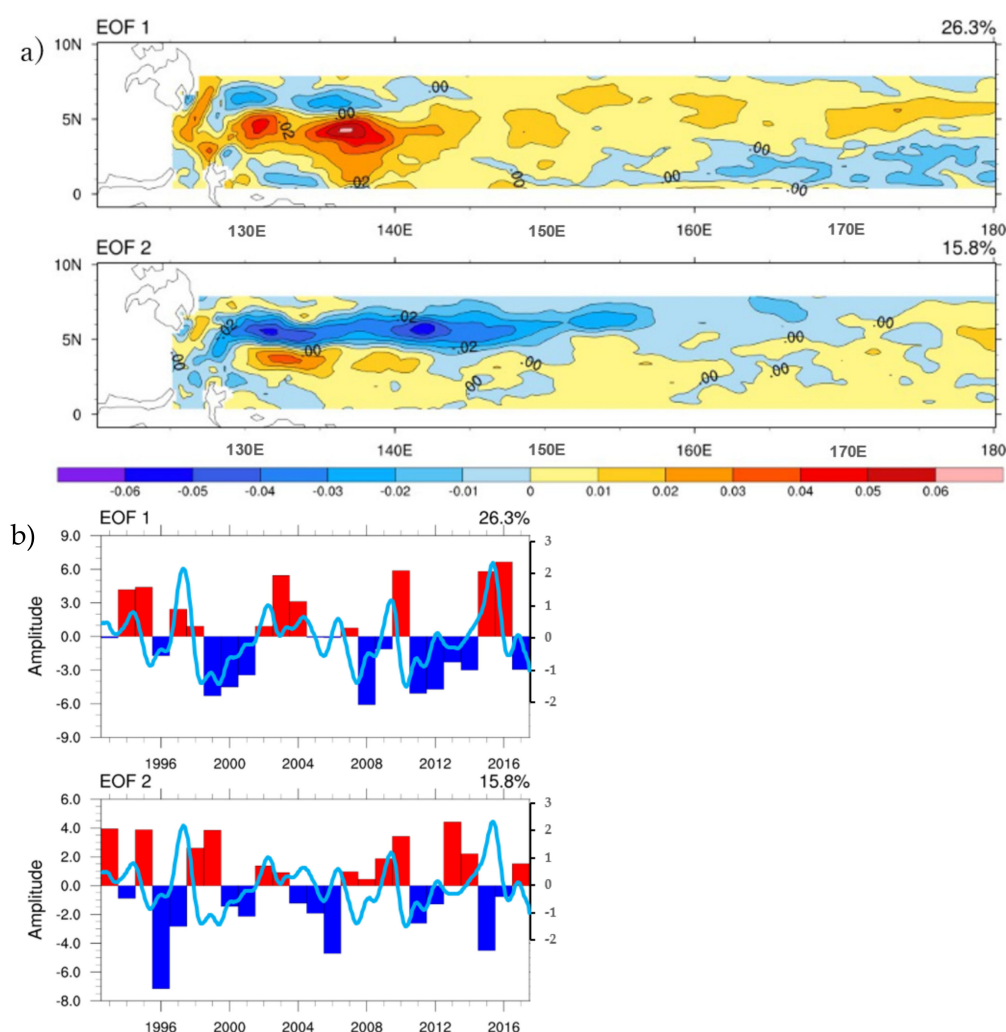 a)
EOF 1 26.3%
10N
5N
0
.00
.00
.02
.02
.00
.00
.00
.00
130E 140E 150E 160E 170E 180
EOF 2 15.8%
10N
5N
0
.02
.02
.00
.00
.02
.00
.00
.00
.00
.00
.00
130E 140E 150E 160E 170E 180
-0.06 -0.05 -0.04 -0.03 -0.02 -0.01 0 0.01 0.02 0.03 0.04 0.05 0.06
b)
EOF 1 26.3%
Amplitude
9.0
6.0
3.0
0.0
-3.0
-6.0
-9.0
3
2
1
0
-1
-2
1996 2000 2004 2008 2012 2016
EOF 2 15.8%
Amplitude
6.0
4.0
2.0
0.0
-2.0
-4.0
-6.0
-8.0
3
2
1
0
-1
-2
1996 2000 2004 2008 2012 2016